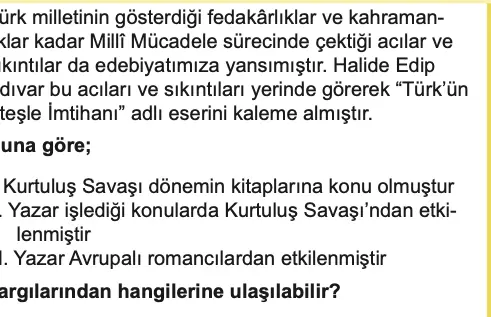 ürk milletinin gösterdiği fedakârlıklar ve kahraman-
klar kadar Millî Mücadele sürecinde çektiği acılar ve
kıntılar da edebiyatımıza yansımıştır. Halide Edip
dıvar bu acıları ve sıkıntıları yerinde görerek “Türk’ün
teşle İmtihanı” adlı eserini kaleme almıştır.
una göre;
Kurtuluş Savaşı dönemin kitaplarına konu olmuştur
. Yazar işlediği konularda Kurtuluş Savaşı’ndan etki-
lenmiştir
I. Yazar Avrupalı romancılardan etkilenmiştir
argılarından hangilerine ulaşılabilir?